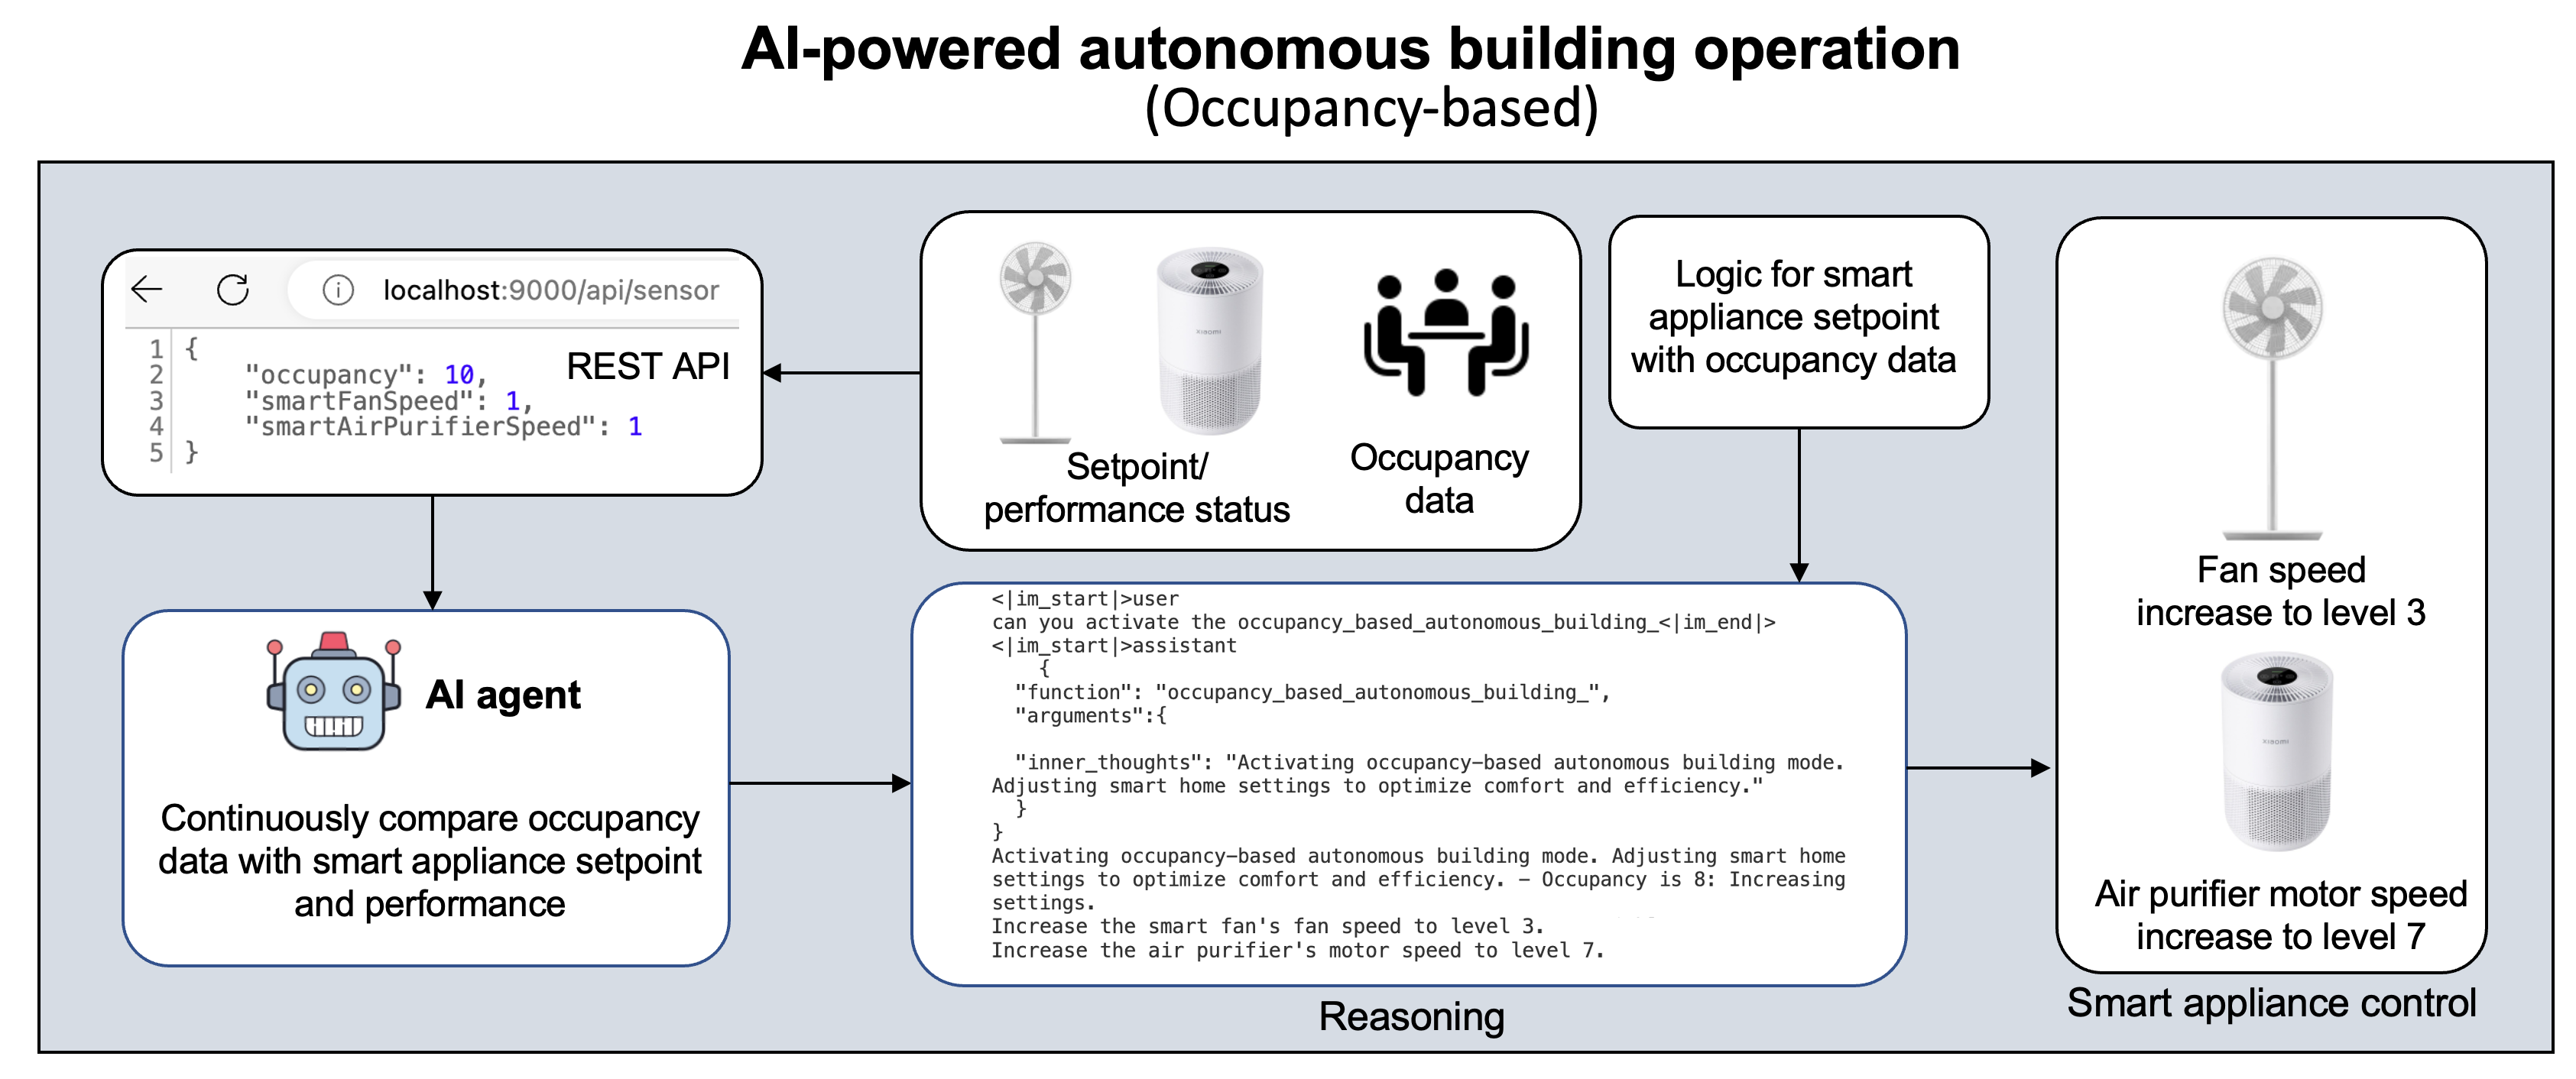 AI-powered autonomous building operation
(Occupancy-based)
localhost:9000/api/sensor
1 {
2 "occupancy": 10,
3 "smartFanSpeed": 1,
4 "smartAirPurifierSpeed": 1
5 }
REST API
xiaomi
Setpoint/
performance status
Occupancy
data
Logic for smart
appliance setpoint
with occupancy data
AI agent
Continuously compare occupancy
data with smart appliance setpoint
and performance
<|im_start|>user
can you activate the occupancy_based_autonomous_building_<|im_end|>
<|im_start|>assistant
{
"function": "occupancy_based_autonomous_building_",
"arguments":{
"inner_thoughts": "Activating occupancy-based autonomous building mode.
Adjusting smart home settings to optimize comfort and efficiency."
}
}
Activating occupancy-based autonomous building mode. Adjusting smart home
settings to optimize comfort and efficiency. - Occupancy is 8: Increasing
settings.
Increase the smart fan's fan speed to level 3.
Increase the air purifier's motor speed to level 7.
Reasoning
Fan speed
increase to level 3
xiaomi
Air purifier motor speed
increase to level 7
Smart appliance control